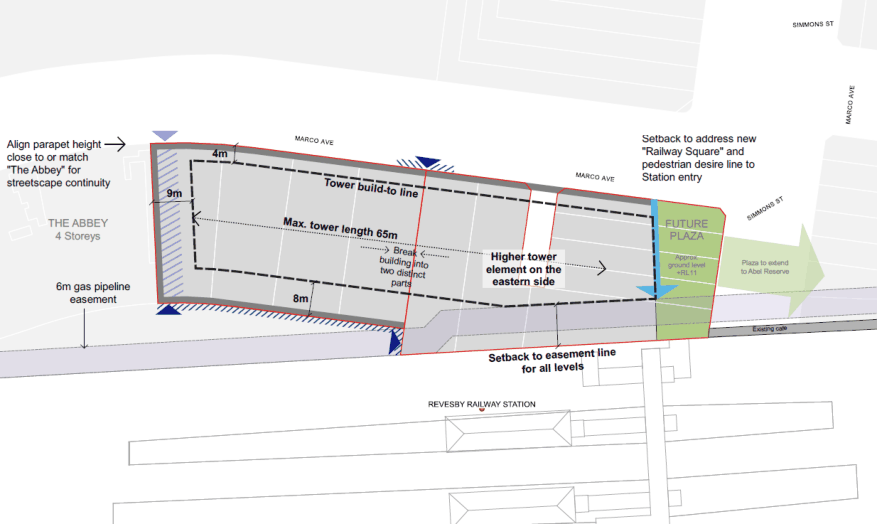 SIMMONS ST
MARCO AVE
Align parapet height
close to or match
"The Abbey" for
streetscape continuity
MARCO AVE
4m
Setback to address new
"Railway Square" and
pedestrian desire line to
Station entry
MARCO AVE
Tower build-to line
9m
SIMMONS ST
THE ABBEY
4 Storeys
Max. tower length 65m
FUTURE
PLAZA
Break
building into
two distinct
parts
Higher tower
element on the
eastern side
Approx
ground level
+RL11
Plaza to extend
to Abel Reserve
6m gas pipeline
easement
8m
Setback to easement line
for all levels
REVESBY RAILWAY STATION